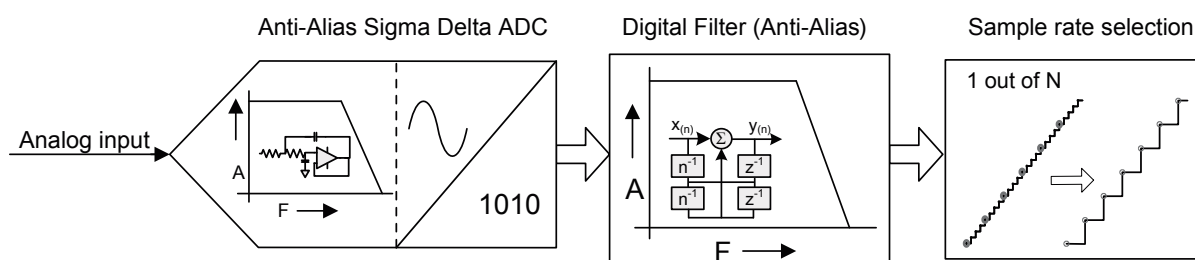 Anti-Alias Sigma Delta ADC
Digital Filter (Anti-Alias)
Sample rate selection
Analog input
A
F
1010
A
F
x(n)
Σ
y(n)
n⁻¹
z⁻¹
n⁻¹
z⁻¹
1 out of N